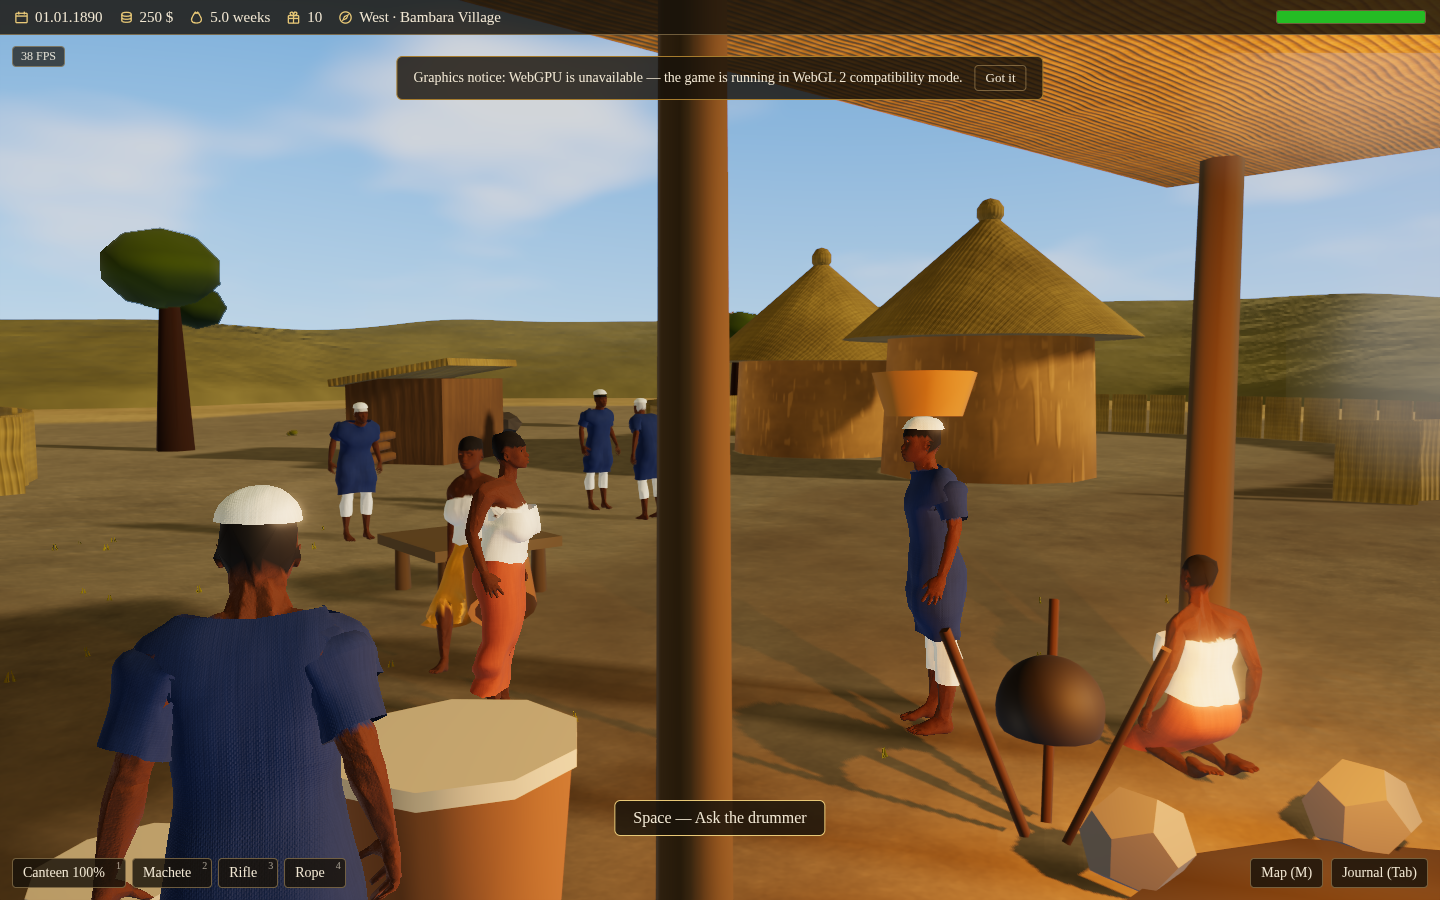 01.01.1890 250 $ 5.0 weeks 10 West · Bambara Village
38 FPS
Graphics notice: WebGPU is unavailable — the game is running in WebGL 2 compatibility mode. Got it
Space — Ask the drummer
Canteen 100% 1 Machete 2 Rifle 3 Rope 4 Map (M) Journal (Tab)